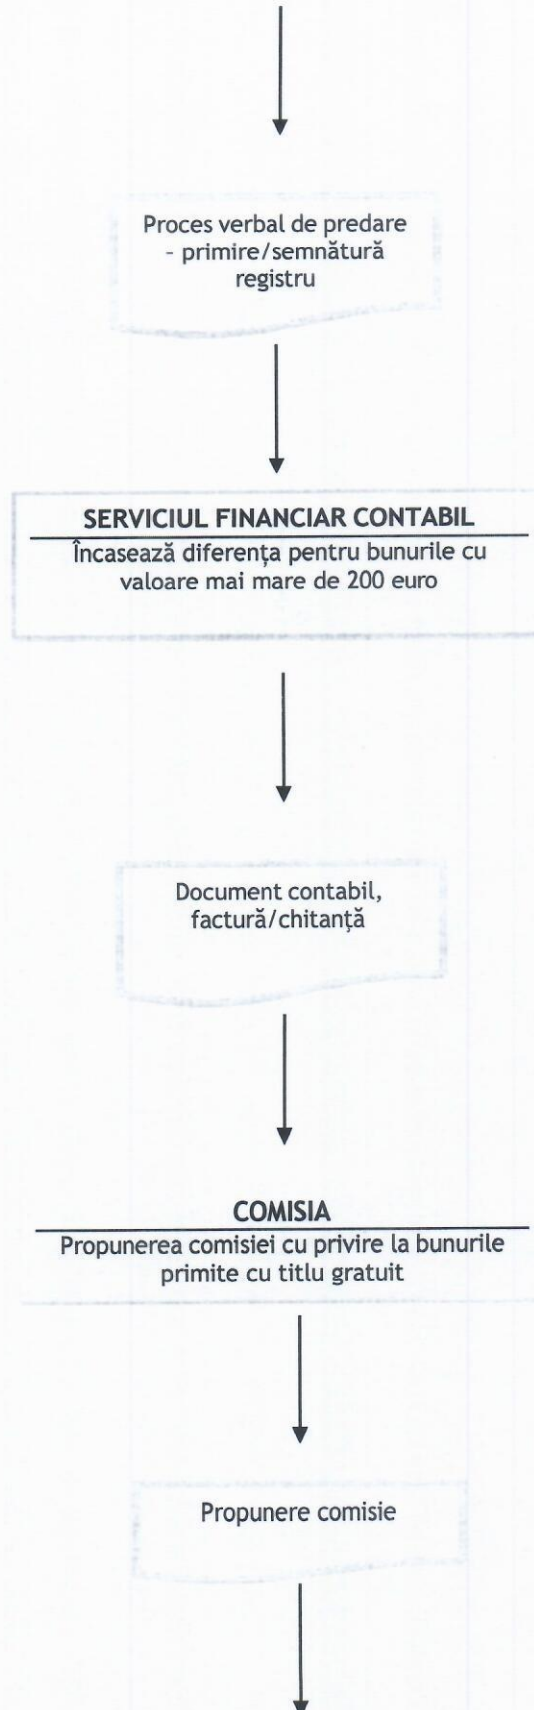 Proces verbal de predare
- primire/semnătură
registru
SERVICIUL FINANCIAR CONTABIL
Încasează diferența pentru bunurile cu
valoare mai mare de 200 euro
Document contabil,
factură/chitanță
COMISIA
Propunerea comisiei cu privire la bunurile
primite cu titlu gratuit
Propunere comisie